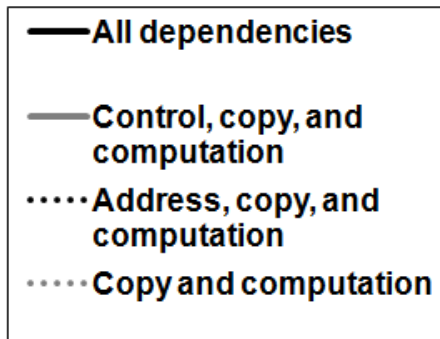 All dependencies
Control, copy, and
computation
Address, copy, and
computation
Copy and computation